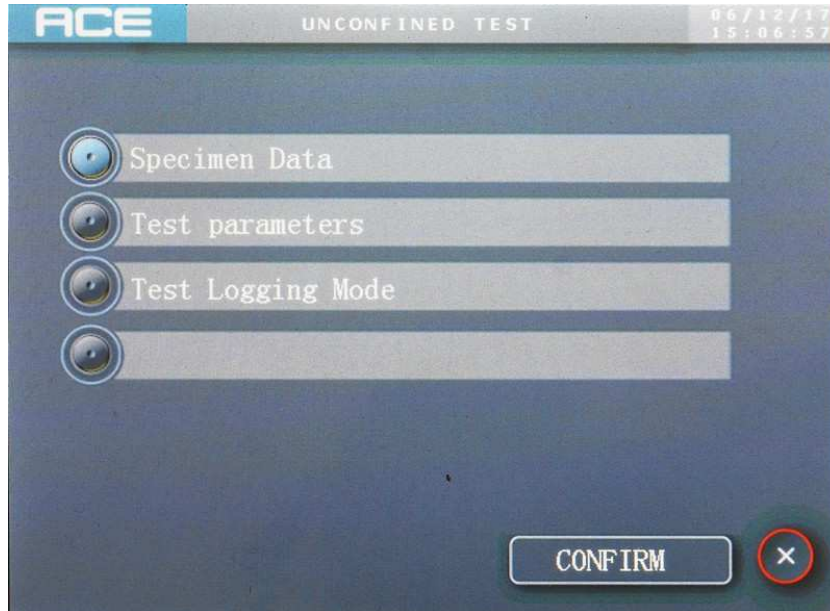 ACE
UNCONFINED TEST
06/12/17
15:06:57
Specimen Data
Test parameters
Test Logging Mode
CONFIRM